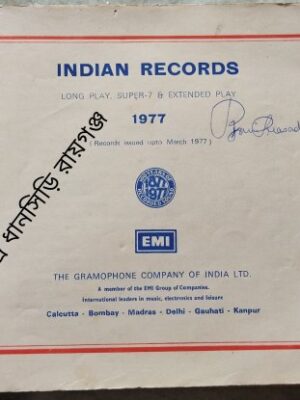 INDIAN RECORDS
LONG PLAY, SUPER-7 & EXTENDED PLAY
1977
(Records issued upto March 1977)
1877
1977
EMI
THE GRAMOPHONE COMPANY OF INDIA LTD.
A member of the EMI Group of Companies.
International leaders in music, electronics and leisure
Calcutta - Bombay - Madras - Delhi - Gauhati - Kanpur
ধানসিড়ি রায়গঞ্জ